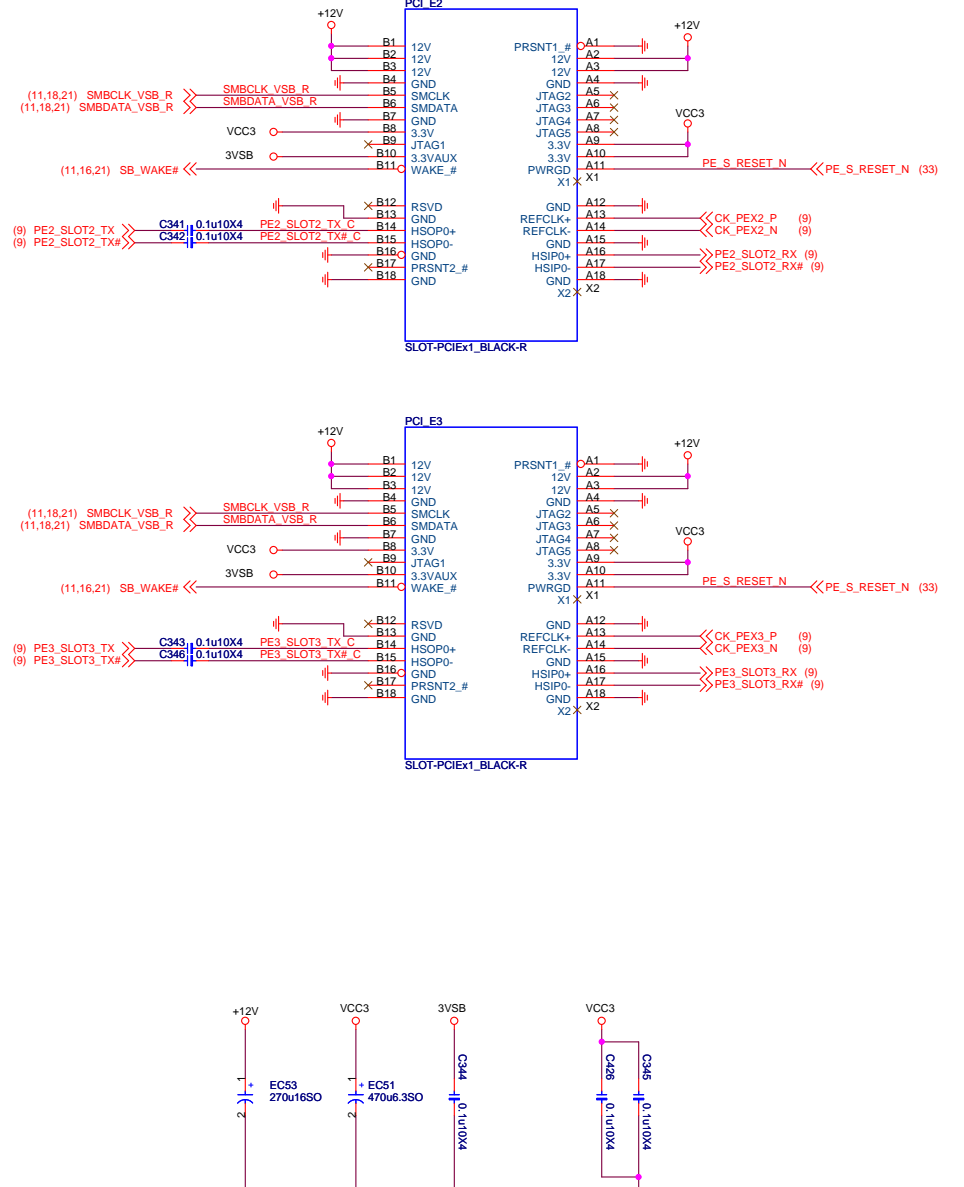 PCI_E2
+12V
+12V
B1 12V PRSNT1_# A1
B2 12V 12V A2
B3 12V 12V A3
B4 GND GND A4
(11,18,21) SMBCLK_VSB_R SMBCLK_VSB_R B5 SMCLK JTAG2 A5
(11,18,21) SMBDATA_VSB_R SMBDATA_VSB_R B6 SMDATA JTAG3 A6
B7 GND JTAG4 A7
VCC3 B8 3.3V JTAG5 A8 VCC3
B9 JTAG1 3.3V A9
3VSB B10 3.3VAUX 3.3V A10
(11,16,21) SB_WAKE# B11 WAKE_# PWRGD A11 PE_S_RESET_N PE_S_RESET_N (33)
X1 X1
B12 RSVD GND A12
B13 GND REFCLK+ A13 CK_PEX2_P (9)
(9) PE2_SLOT2_TX C341 0.1u10X4 PE2_SLOT2_TX_C B14 HSOP0+ REFCLK- A14 CK_PEX2_N (9)
(9) PE2_SLOT2_TX# C342 0.1u10X4 PE2_SLOT2_TX#_C B15 HSOP0- GND A15
B16 GND HSIP0+ A16 PE2_SLOT2_RX (9)
B17 PRSNT2_# HSIP0- A17 PE2_SLOT2_RX# (9)
B18 GND GND A18
X2 X2
SLOT-PCIEx1_BLACK-R
PCI_E3
+12V
+12V
B1 12V PRSNT1_# A1
B2 12V 12V A2
B3 12V 12V A3
B4 GND GND A4
(11,18,21) SMBCLK_VSB_R SMBCLK_VSB_R B5 SMCLK JTAG2 A5
(11,18,21) SMBDATA_VSB_R SMBDATA_VSB_R B6 SMDATA JTAG3 A6
B7 GND JTAG4 A7
VCC3 B8 3.3V JTAG5 A8 VCC3
B9 JTAG1 3.3V A9
3VSB B10 3.3VAUX 3.3V A10
(11,16,21) SB_WAKE# B11 WAKE_# PWRGD A11 PE_S_RESET_N PE_S_RESET_N (33)
X1 X1
B12 RSVD GND A12
B13 GND REFCLK+ A13 CK_PEX3_P (9)
(9) PE3_SLOT3_TX C343 0.1u10X4 PE3_SLOT3_TX_C B14 HSOP0+ REFCLK- A14 CK_PEX3_N (9)
(9) PE3_SLOT3_TX# C346 0.1u10X4 PE3_SLOT3_TX#_C B15 HSOP0- GND A15
B16 GND HSIP0+ A16 PE3_SLOT3_RX (9)
B17 PRSNT2_# HSIP0- A17 PE3_SLOT3_RX# (9)
B18 GND GND A18
X2 X2
SLOT-PCIEx1_BLACK-R
+12V VCC3 3VSB VCC3
1 + EC53 270u16SO 2
1 + EC51 470u6.3SO 2
C344 0.1u10X4
C426 0.1u10X4
C345 0.1u10X4